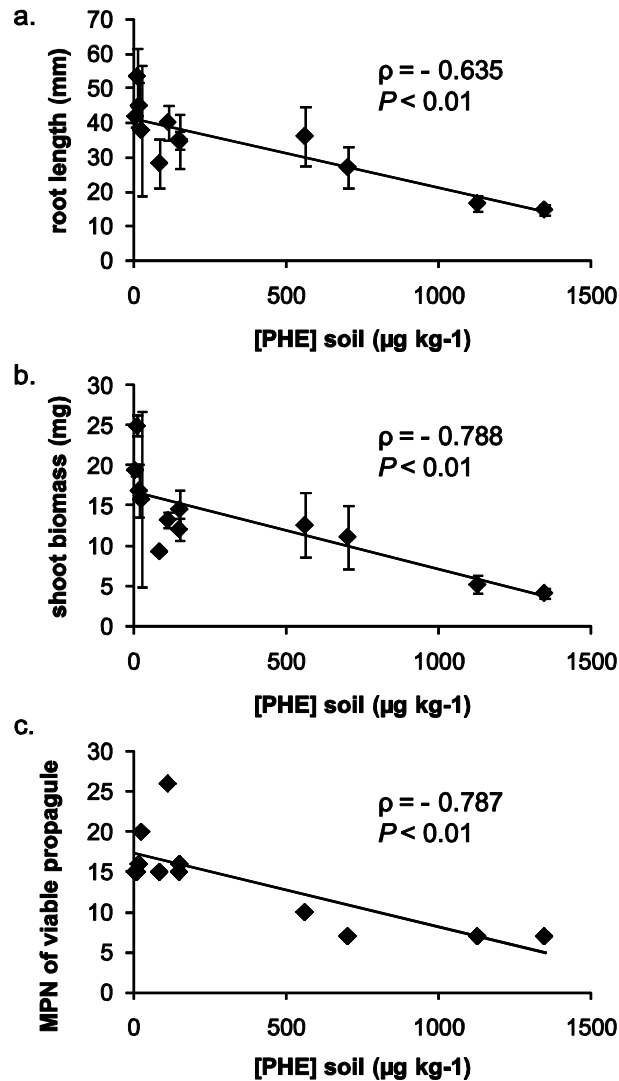 a.
70
60
50
40
30
20
10
0
root length (mm)
ρ = - 0.635
P < 0.01
0 500 1000 1500
[PHE] soil (µg kg-1)
b.
30
25
20
15
10
5
0
shoot biomass (mg)
ρ = - 0.788
P < 0.01
0 500 1000 1500
[PHE] soil (µg kg-1)
c.
30
25
20
15
10
5
0
MPN of viable propagule
ρ = - 0.787
P < 0.01
0 500 1000 1500
[PHE] soil (µg kg-1)